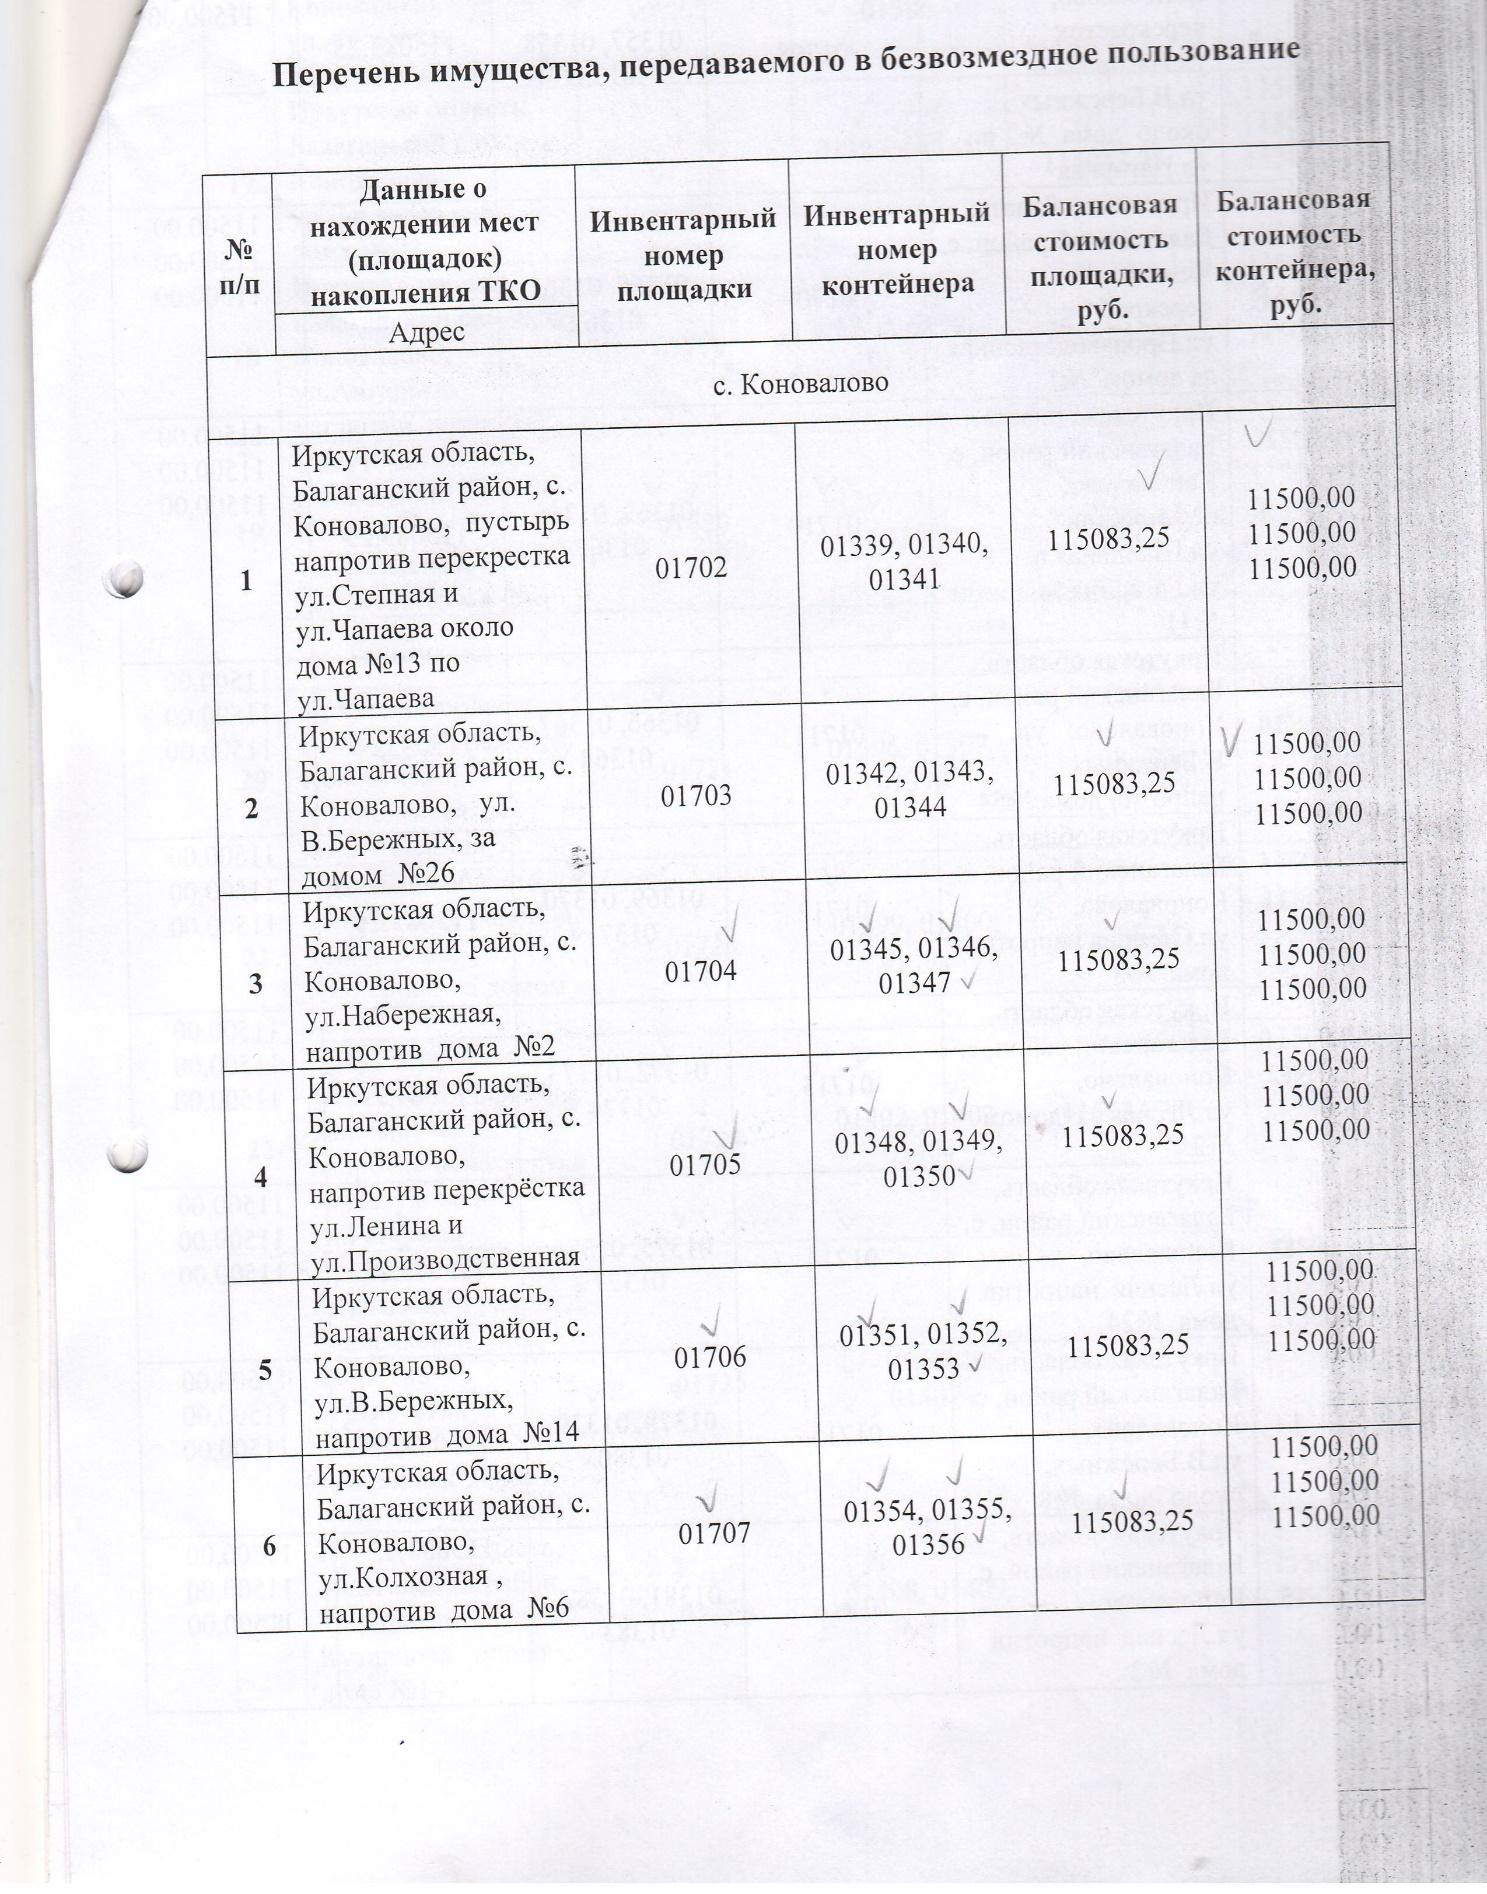 Перечень имущества, передаваемого в безвозмездное пользование
№
п/п
Данные о
нахождении мест
(площадок)
накопления ТКО
Адрес
Инвентарный
номер
площадки
Инвентарный
номер
контейнера
Балансовая
стоимость
площадки,
руб.
Балансовая
стоимость
контейнера,
руб.
с. Коновалово
1
Иркутская область,
Балаганский район, с.
Коновалово, пустырь
напротив перекрестка
ул.Степная и
ул.Чапаева около
дома №13 по
ул.Чапаева
01702
01339, 01340,
01341
115083,25
11500,00
11500,00
11500,00
2
Иркутская область,
Балаганский район, с.
Коновалово, ул.
В.Бережных, за
домом №26
01703
01342, 01343,
01344
115083,25
11500,00
11500,00
11500,00
3
Иркутская область,
Балаганский район, с.
Коновалово,
ул.Набережная,
напротив дома №2
01704
01345, 01346,
01347
115083,25
11500,00
11500,00
11500,00
4
Иркутская область,
Балаганский район, с.
Коновалово,
напротив перекрёстка
ул.Ленина и
ул.Производственная
01705
01348, 01349,
01350
115083,25
11500,00
11500,00
11500,00
5
Иркутская область,
Балаганский район, с.
Коновалово,
ул.В.Бережных,
напротив дома №14
01706
01351, 01352,
01353
115083,25
11500,00
11500,00
11500,00
6
Иркутская область,
Балаганский район, с.
Коновалово,
ул.Колхозная ,
напротив дома №6
01707
01354, 01355,
01356
115083,25
11500,00
11500,00
11500,00